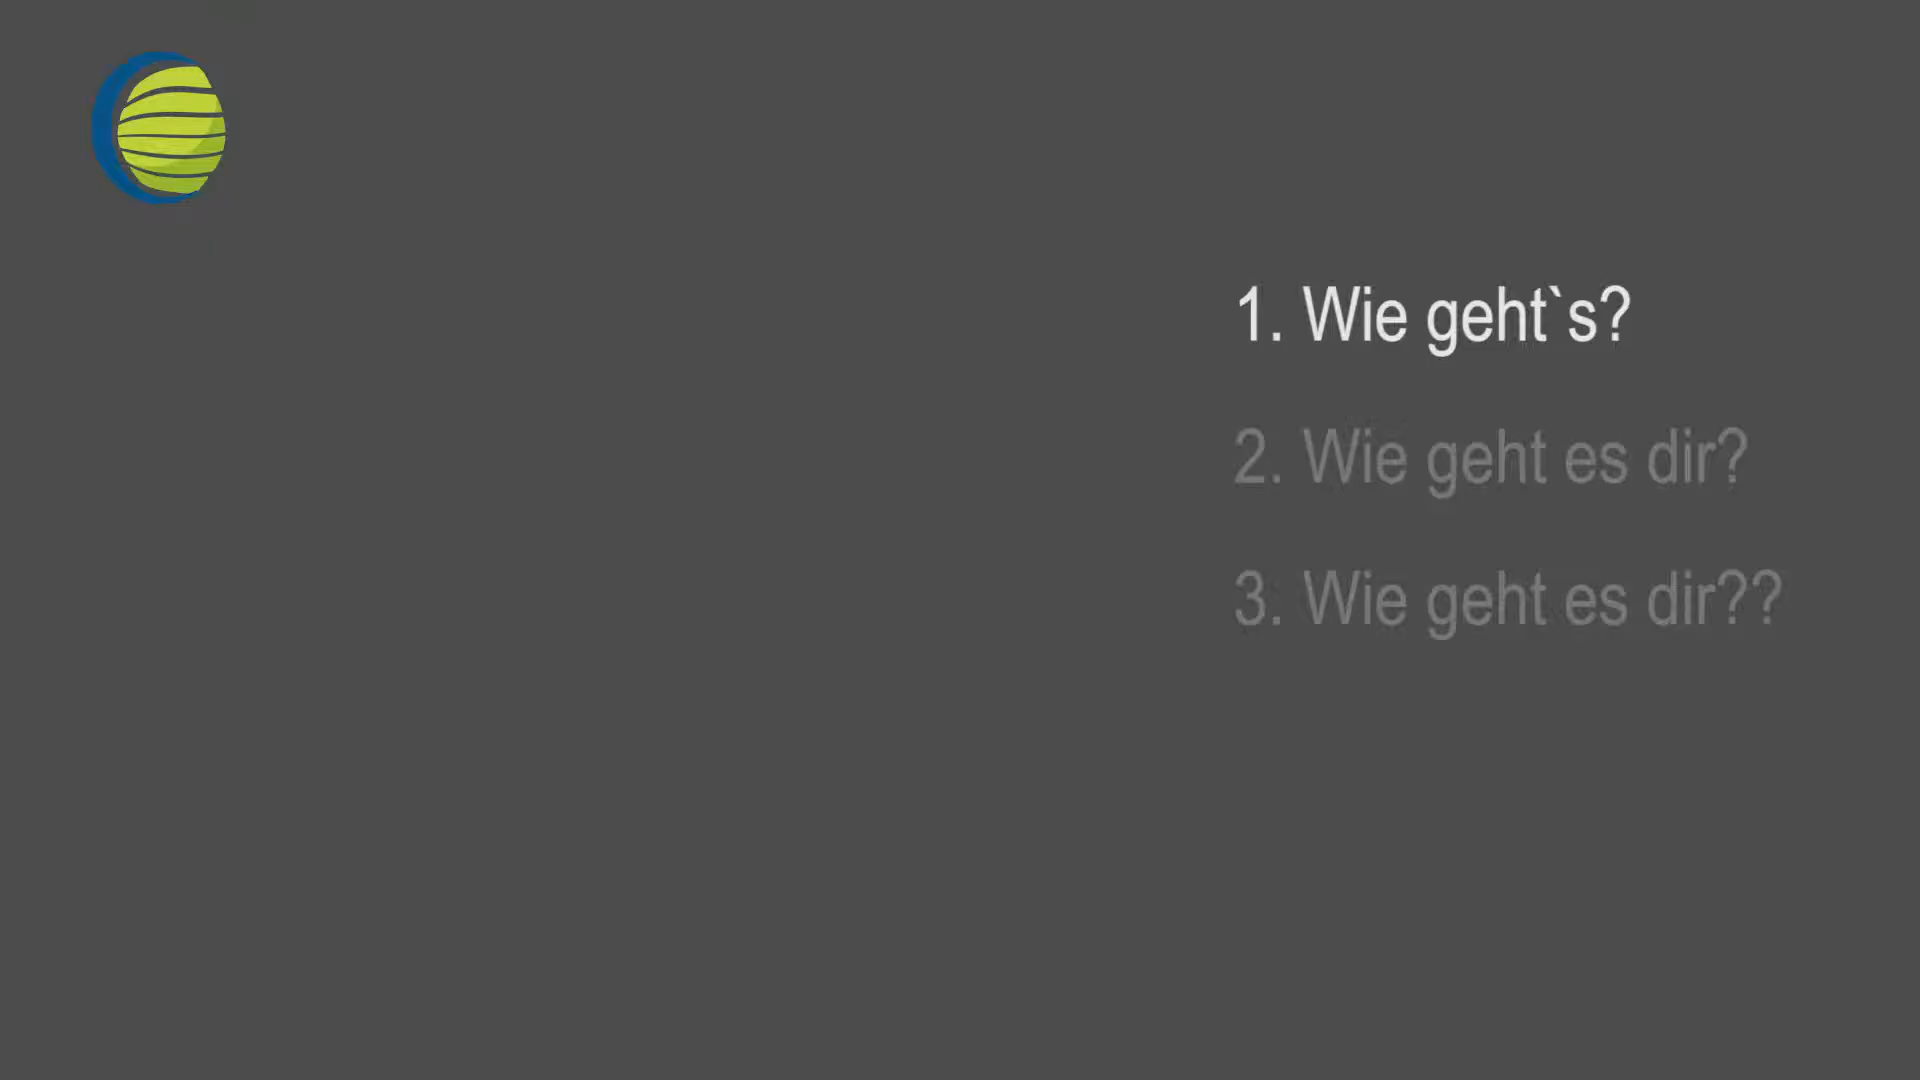 1. Wie geht`s?
2. Wie geht es dir?
3. Wie geht es dir??